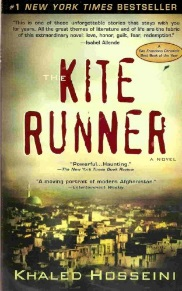 #1 NEW YORK TIMES BESTSELLER
"This is one of those unforgettable stories that stays with you
for years. All the great themes of literature and of life are the fabric
of this extraordinary novel: love, honor, guilt, fear, redemption."
—Isabel Allende
San Francisco Chronicle
Best Book of the Year
THE
KITE
RUNNER
A NOVEL
"Powerful...Haunting."
—The New York Times Book Review
"A moving portrait of modern Afghanistan."
—Entertainment Weekly
KHALED HOSSEINI